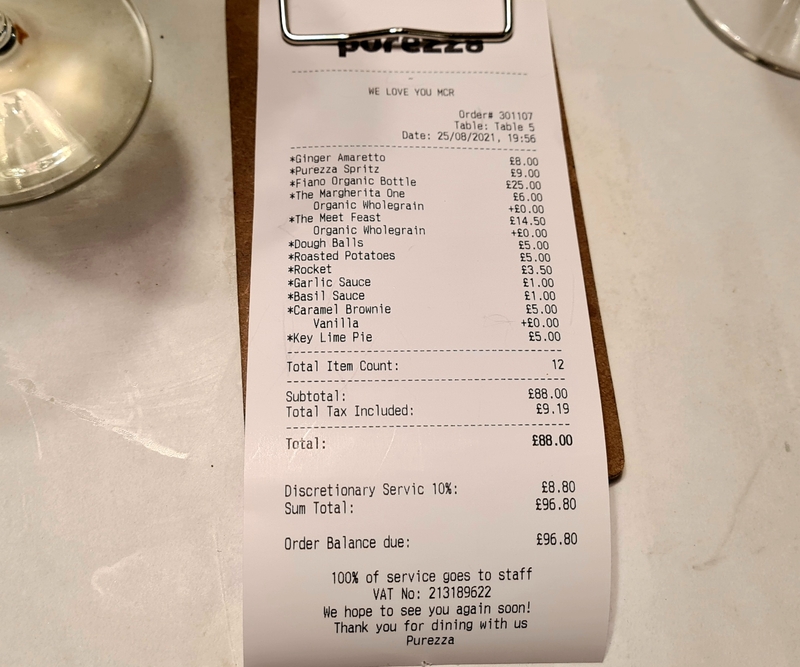 purezza
WE LOVE YOU MCR
Order# 301107
Table: Table 5
Date: 25/08/2021, 19:56
*Ginger Amaretto £8.00
*Purezza Spritz £9.00
*Fiano Organic Bottle £25.00
*The Margherita One £6.00
Organic Wholegrain +£0.00
*The Meet Feast £14.50
Organic Wholegrain +£0.00
*Dough Balls £5.00
*Roasted Potatoes £5.00
*Rocket £3.50
*Garlic Sauce £1.00
*Basil Sauce £1.00
*Caramel Brownie £5.00
Vanilla +£0.00
*Key Lime Pie £5.00
Total Item Count: 12
Subtotal: £88.00
Total Tax Included: £9.19
Total: £88.00
Discretionary Servic 10%: £8.80
Sum Total: £96.80
Order Balance due: £96.80
100% of service goes to staff
VAT No: 213189622
We hope to see you again soon!
Thank you for dining with us
Purezza